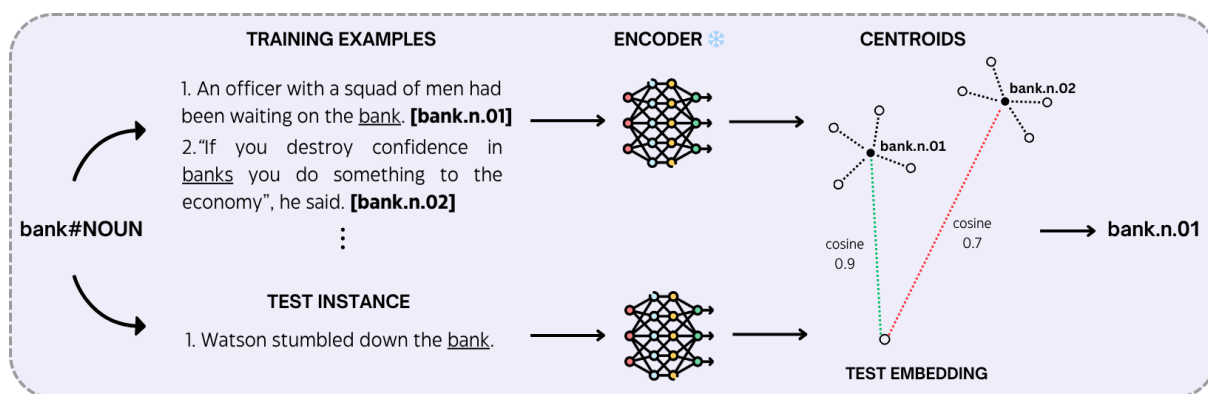 TRAINING EXAMPLES
ENCODER ❄️
CENTROIDS
1. An officer with a squad of men had
been waiting on the bank. [bank.n.01]
2.“If you destroy confidence in
banks you do something to the
economy”, he said. [bank.n.02]
⋮
bank#NOUN
TEST INSTANCE
1. Watson stumbled down the bank.
bank.n.02
bank.n.01
cosine
0.9
cosine
0.7
TEST EMBEDDING
bank.n.01